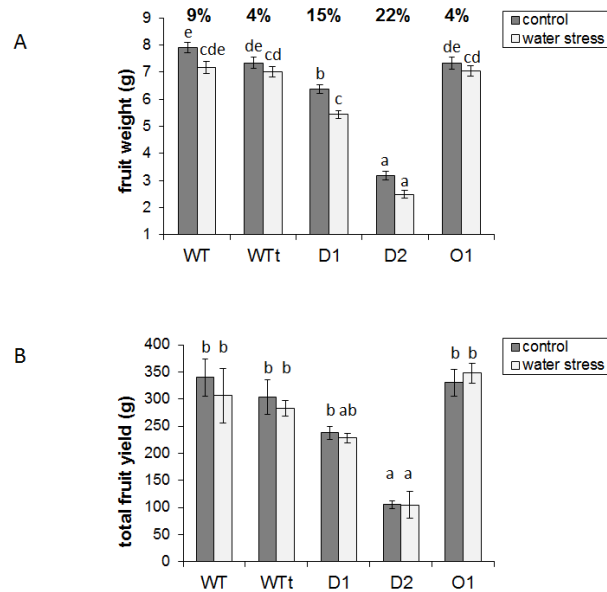 A
9% 4% 15% 22% 4%
control
water stress
fruit weight (g)
9
8
7
6
5
4
3
2
1
e cde de cd b c a a de cd
WT WTt D1 D2 O1
B
control
water stress
total fruit yield (g)
400
350
300
250
200
150
100
50
0
b b b b b ab a a b b
WT WTt D1 D2 O1